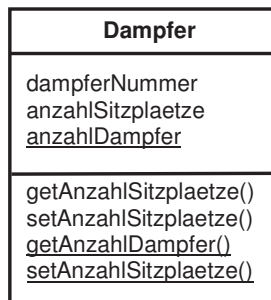 Dampfer
dampferNummer
anzahlSitzplaetze
anzahlDampfer
getAnzahlSitzplaetze()
setAnzahlSitzplaetze()
getAnzahlDampfer()
setAnzahlSitzplaetze()